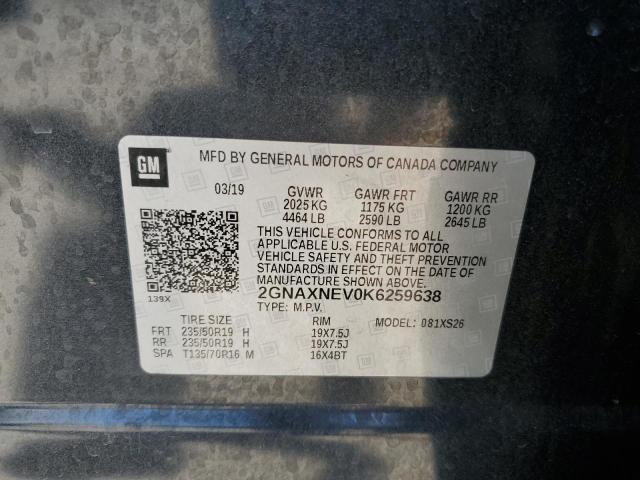 GM
MFD BY GENERAL MOTORS OF CANADA COMPANY
03/19 GVWR GAWR FRT GAWR RR
2025 KG 1175 KG 1200 KG
4464 LB 2590 LB 2645 LB
THIS VEHICLE CONFORMS TO ALL
APPLICABLE U.S. FEDERAL MOTOR
VEHICLE SAFETY AND THEFT
PREVENTION STANDARDS IN
EFFECT ON THE DATE OF
MANUFACTURE SHOWN ABOVE.
139X 2GNAXNEV0K6259638
TYPE: M.P.V. MODEL: 081XS26
TIRE SIZE RIM
FRT 235/50R19 H 19X7.5J
RR 235/50R19 H 19X7.5J
SPA T135/70R16 M 16X4BT